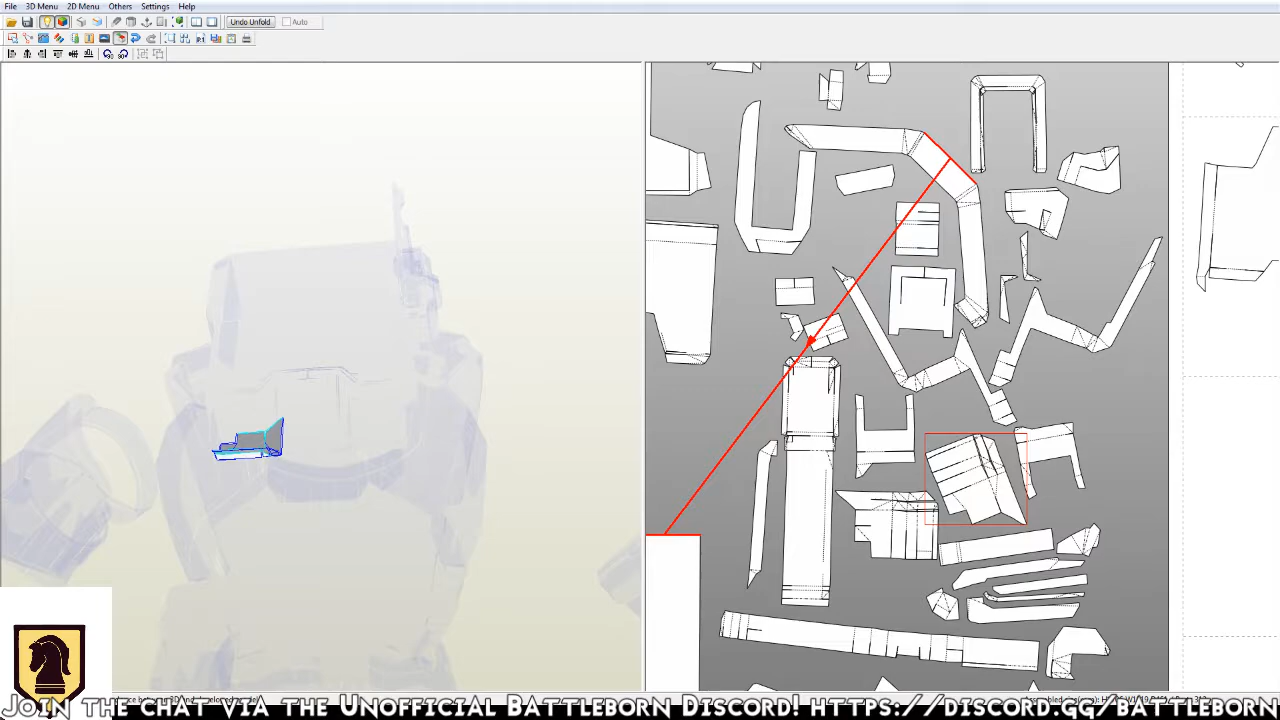 File 3D Menu 2D Menu Others Settings Help
Undo Unfold Auto
Join the chat via the Unofficial Battleborn Discord! https://discord.gg/battleborn